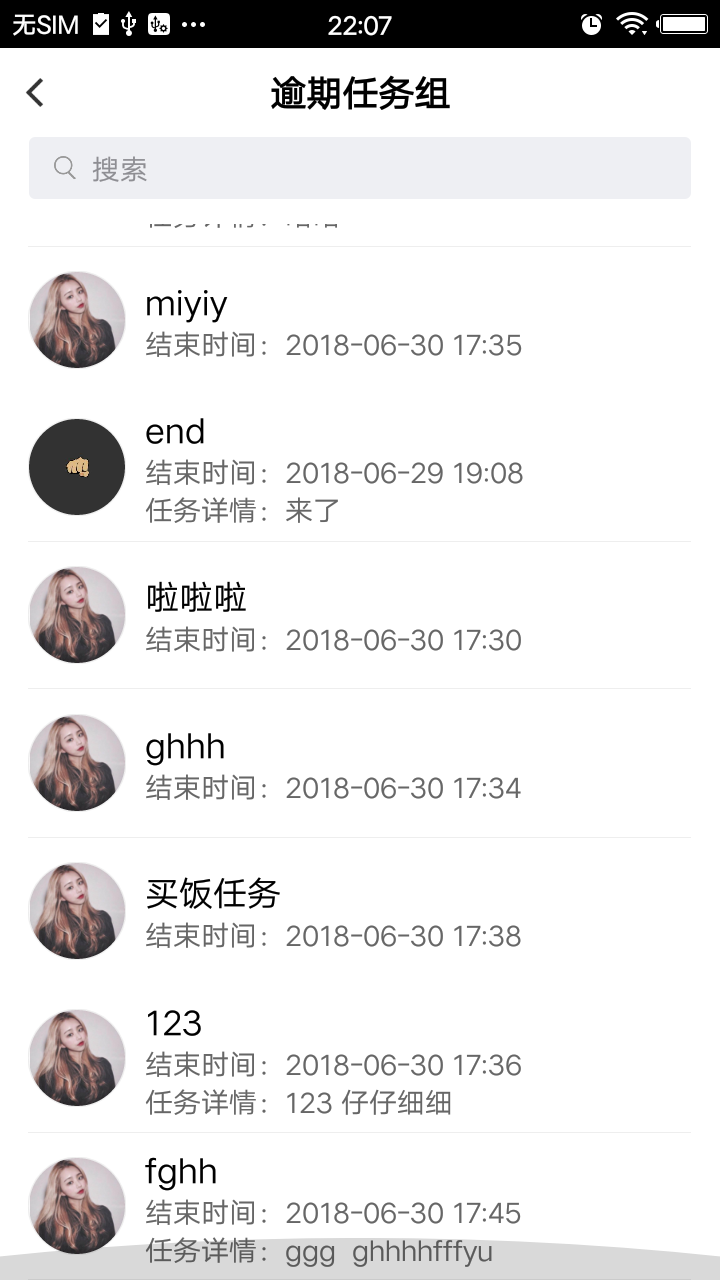 无SIM 22:07
逾期任务组
搜索
miyiy
结束时间：2018-06-30 17:35
end
结束时间：2018-06-29 19:08
任务详情：来了
啦啦啦
结束时间：2018-06-30 17:30
ghhh
结束时间：2018-06-30 17:34
买饭任务
结束时间：2018-06-30 17:38
123
结束时间：2018-06-30 17:36
任务详情：123 仔仔细细
fghh
结束时间：2018-06-30 17:45
任务详情：ggg  ghhhhfffyu